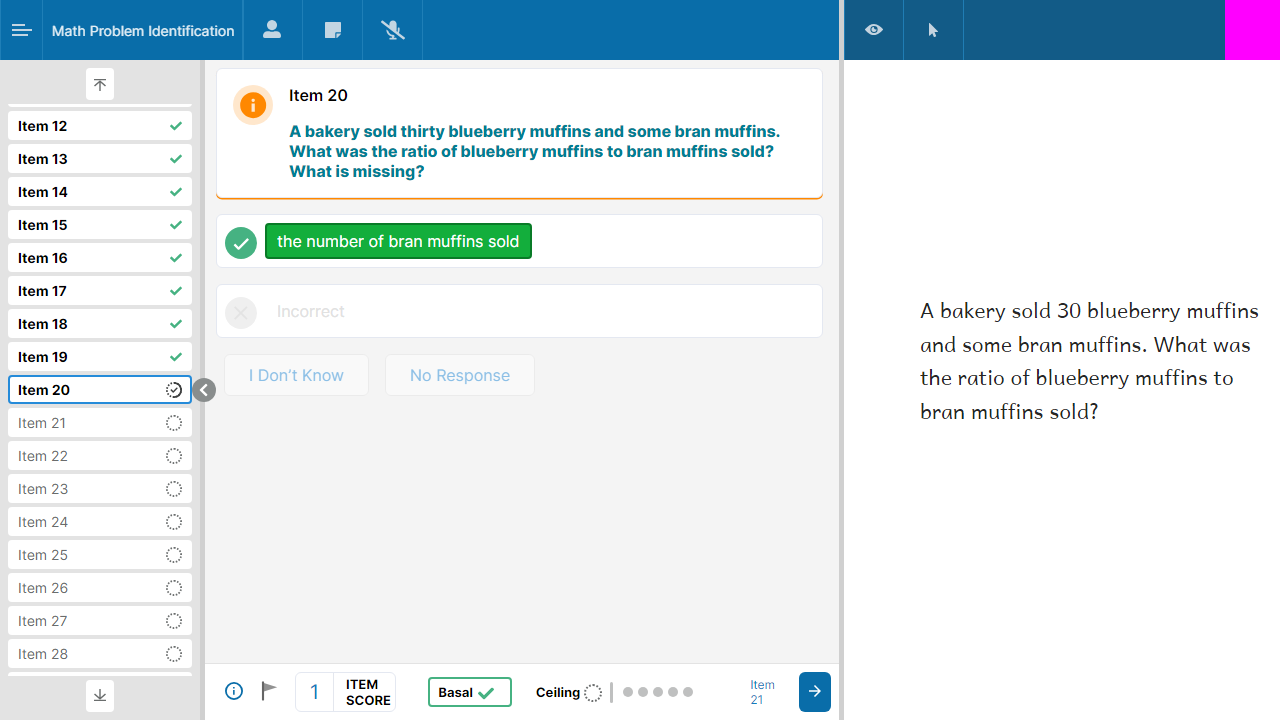 Math Problem Identification
Item 12
Item 13
Item 14
Item 15
Item 16
Item 17
Item 18
Item 19
Item 20
Item 21
Item 22
Item 23
Item 24
Item 25
Item 26
Item 27
Item 28
Item 20
A bakery sold thirty blueberry muffins and some bran muffins.
What was the ratio of blueberry muffins to bran muffins sold?
What is missing?
the number of bran muffins sold
Incorrect
I Don't Know
No Response
1
ITEM
SCORE
Basal
Ceiling
Item
21
A bakery sold 30 blueberry muffins
and some bran muffins. What was
the ratio of blueberry muffins to
bran muffins sold?